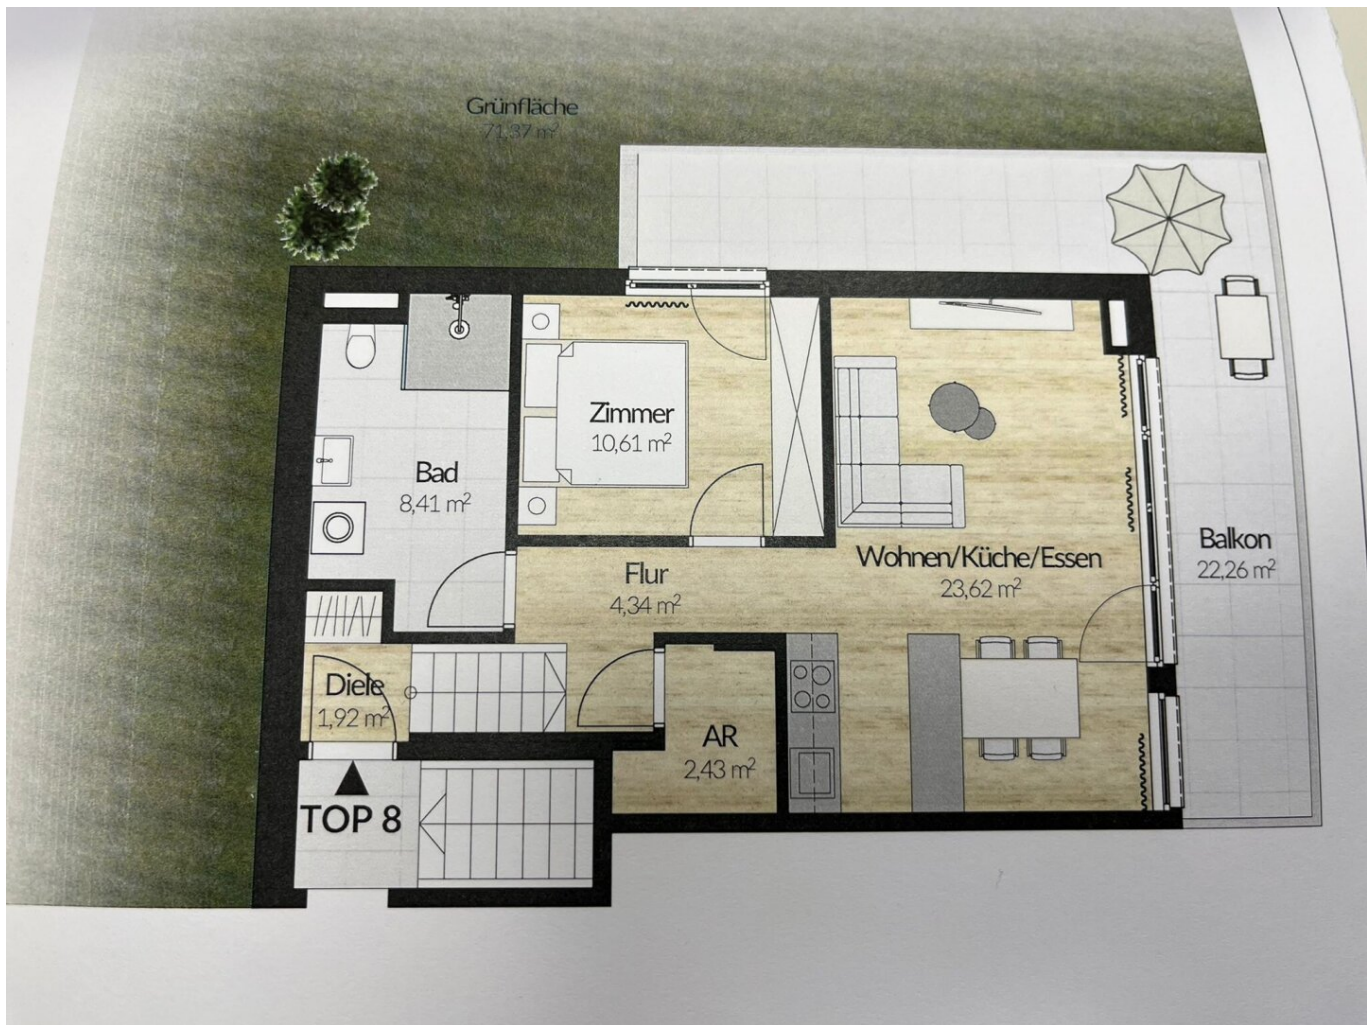 Grünfläche
71,37 m²
Zimmer
10,61 m²
Bad
8,41 m²
Flur
4,34 m²
Wohnen/Küche/Essen
23,62 m²
Balkon
22,26 m²
Diele
1,92 m²
AR
2,43 m²
TOP 8